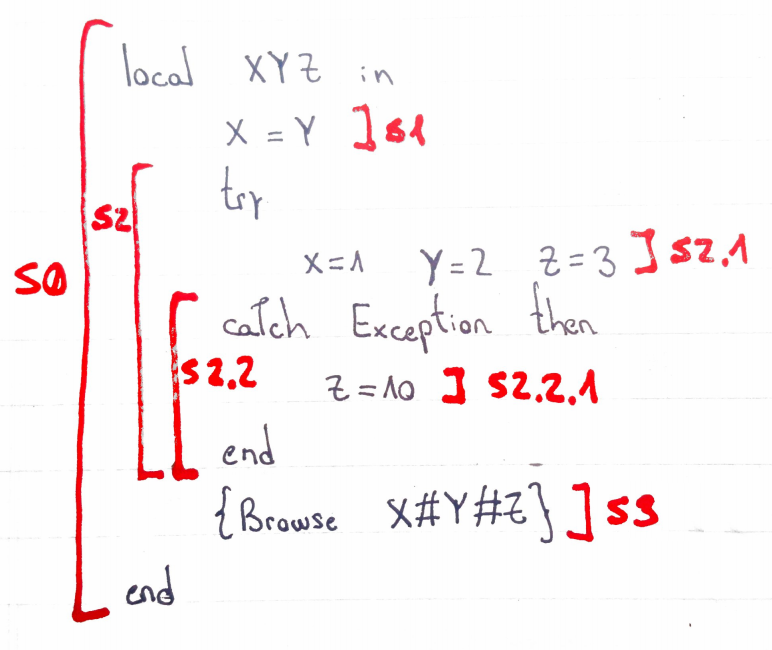 local XYZ in
X = Y ] S1
try
S2
X=1 Y=2 Z=3 ] S2.1
S0
catch Exception then
S2.2
Z=10 ] S2.2.1
end
{Browse X#Y#Z} ] S3
end